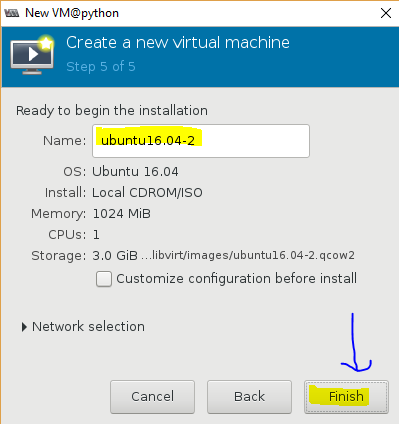 New VM@python
Create a new virtual machine
Step 5 of 5
Ready to begin the installation
Name: ubuntu16.04-2
OS: Ubuntu 16.04
Install: Local CDROM/ISO
Memory: 1024 MiB
CPUs: 1
Storage: 3.0 GiB ...libvirt/images/ubuntu16.04-2.qcow2
Customize configuration before install
Network selection
Cancel Back Finish